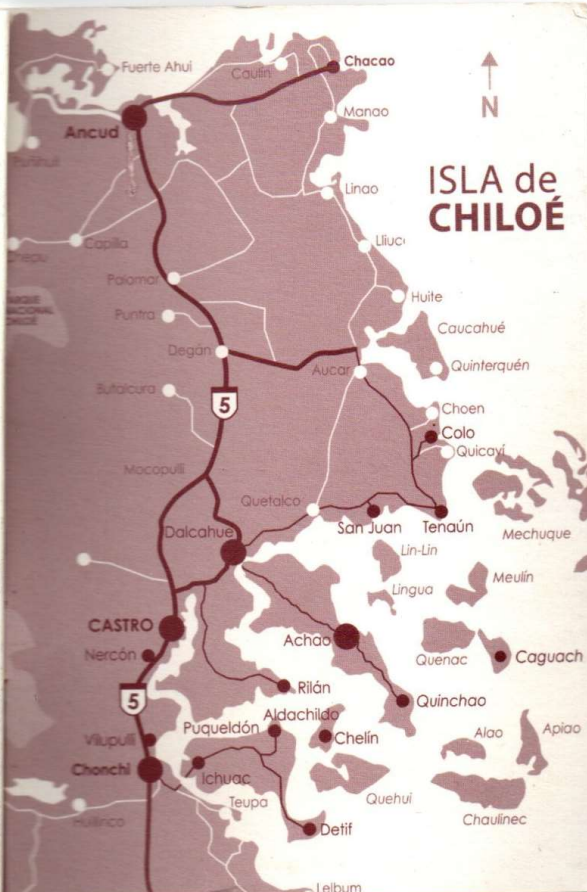 Fuerte Ahui
Caulín
Chacao
N
Manao
Ancud
Linao
ISLA de
CHILOÉ
Capilla
Huite
Palomar
Puntra
Caucahué
Degán
Aucar
Quinterquén
Butalcura
5
Choen
Colo
Mocopulli
Quetalco
San Juan
Tenaún
Mechuque
Dalcahue
Lin-Lin
Meulín
Lingua
CASTRO
Achao
Quenac
Caguach
Nercón
5
Rilán
Quinchao
Puqueldón
Aldachildo
Chelín
Alao
Apiao
Vilupulli
Chonchi
Ichuac
Teupa
Quehui
Chaulinec
Huillinco
Detif
Lelbum